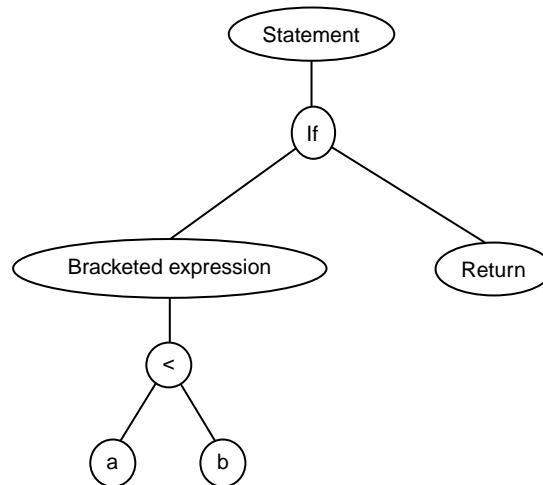 Statement
If
Bracketed expression
Return
<
a
b